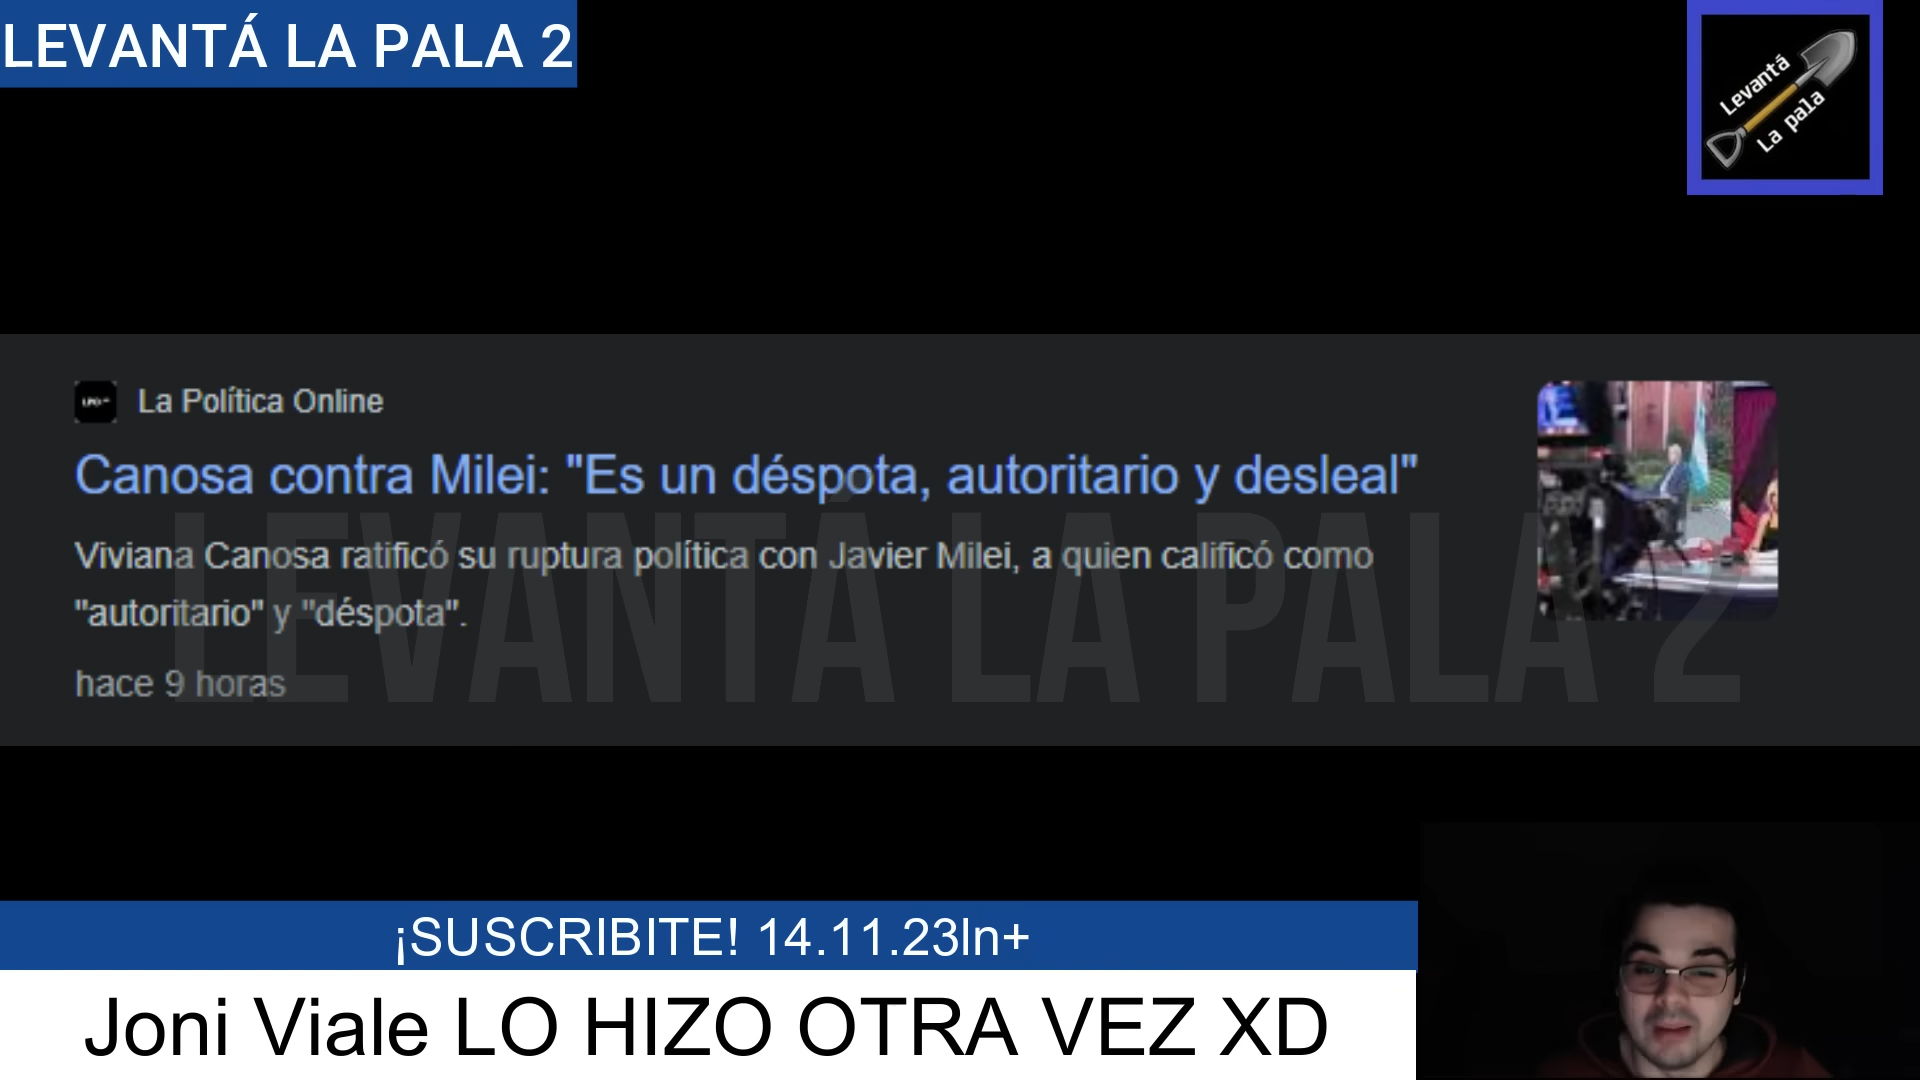 LEVANTÁ LA PALA 2
Levantá
La pala
La Política Online
Canosa contra Milei: "Es un déspota, autoritario y desleal"
Viviana Canosa ratificó su ruptura política con Javier Milei, a quien calificó como
"autoritario" y "déspota".
hace 9 horas
LEVANTÁ LA PALA 2
¡SUSCRIBITE! 14.11.23ln+
Joni Viale LO HIZO OTRA VEZ XD